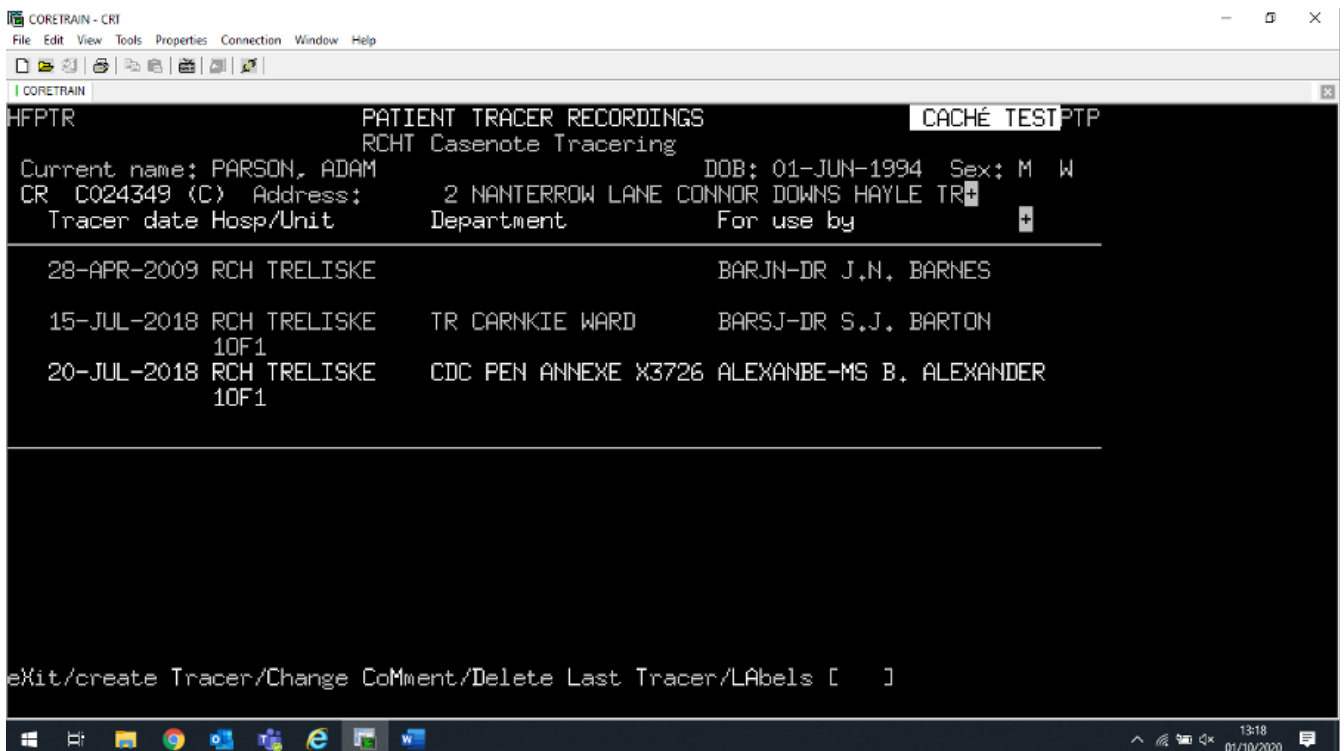 CORETRAIN - CRT
File Edit View Tools Properties Connection Window Help
CORETRAIN
HFPTR PATIENT TRACER RECORDINGS CACHÉ TESTPTP
RCHT Casenote Tracering
Current name: PARSON, ADAM DOB: 01-JUN-1994 Sex: M W
CR C024349 (C) Address: 2 NANTERROW LANE CONNOR DOWNS HAYLE TR+
Tracer date Hosp/Unit Department For use by +
28-APR-2009 RCH TRELISKE BARJN-DR J.N. BARNES
15-JUL-2018 RCH TRELISKE TR CARNKIE WARD BARSJ-DR S.J. BARTON
1OF1
20-JUL-2018 RCH TRELISKE CDC PEN ANNEXE X3726 ALEXANBE-MS B. ALEXANDER
1OF1
eXit/create Tracer/Change CoMment/Delete Last Tracer/LAbels [ ]
13:18
01/10/2020